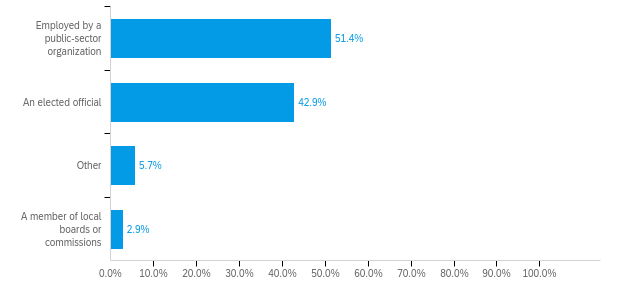 Employed by a
public-sector
organization
51.4%
An elected official
42.9%
Other
5.7%
A member of local
boards or
commissions
2.9%
0.0% 10.0% 20.0% 30.0% 40.0% 50.0% 60.0% 70.0% 80.0% 90.0% 100.0%